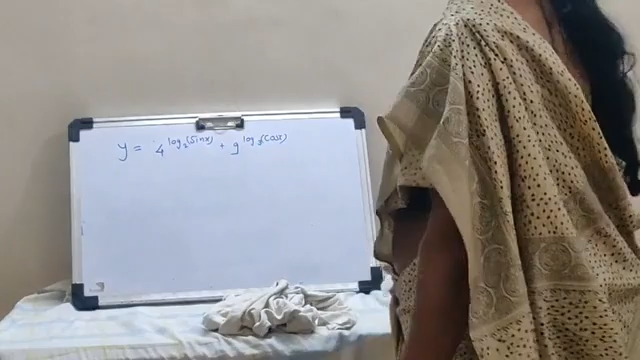 y = 4^log₂(Sinx) + 9^log₃(Cosx)